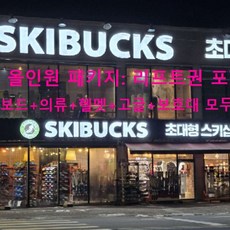 SKIBUCKS 초대
올인원 패키지: 리프트권 포
보드+의류+헬멧+고글+보호대 모두
SKIBUCKS 초대형 스키샵